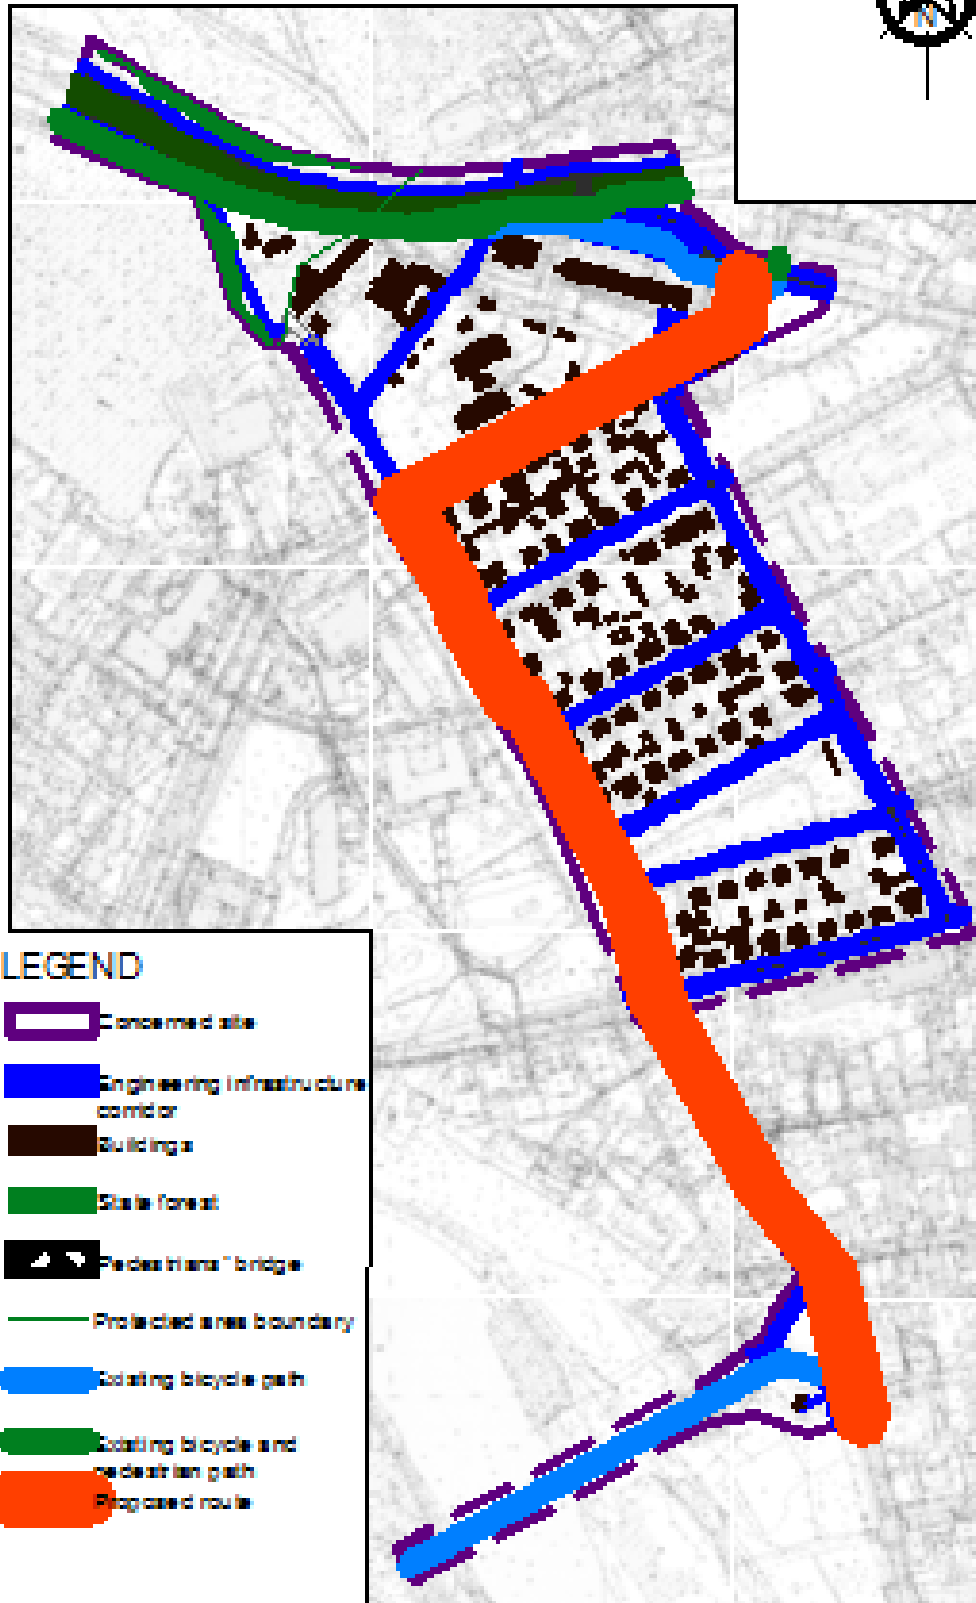 N
LEGEND
Concerned site
Engineering infrastructure
corridor
Buildings
State forest
Pedestrians' bridge
Protected area boundary
Existing bicycle path
Existing bicycle and
pedestrian path
Proposed route